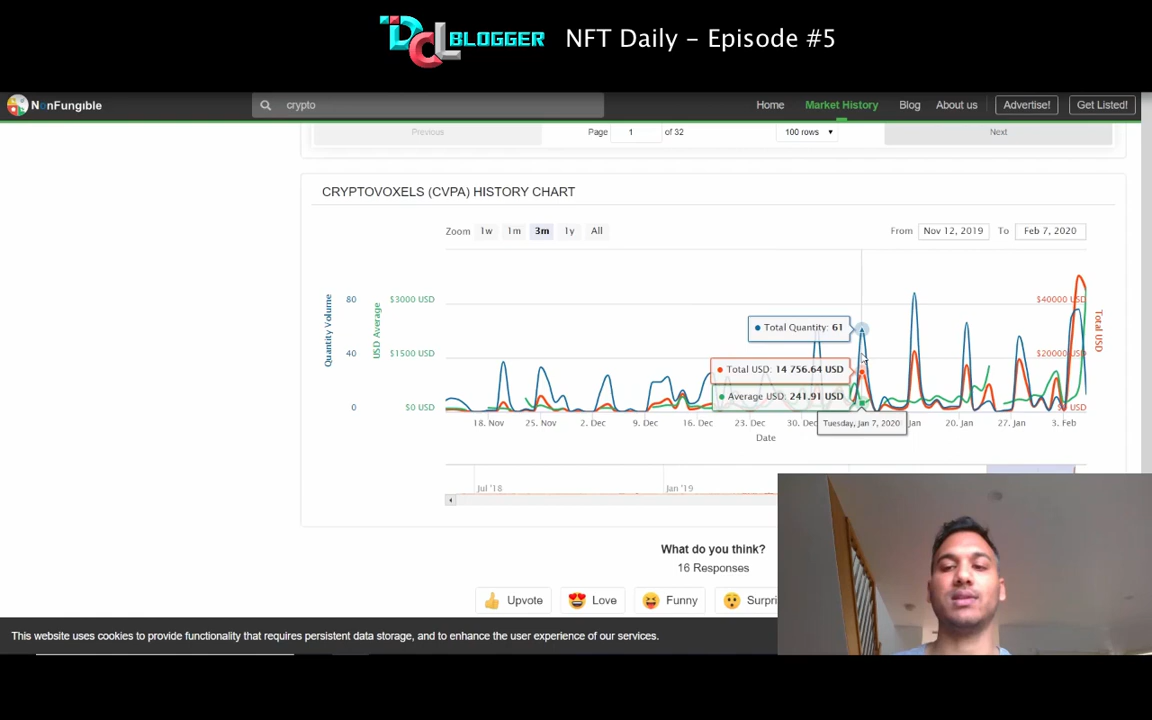 DCL BLOGGER NFT Daily – Episode #5
NonFungible crypto Home Market History Blog About us Advertise! Get Listed!
Previous Page 1 of 32 100 rows ▼ Next
CRYPTOVOXELS (CVPA) HISTORY CHART
Zoom 1w 1m 3m 1y All From Nov 12, 2019 To Feb 7, 2020
Quantity Volume
80
40
0
USD Average
$3000 USD
$1500 USD
$0 USD
Total Quantity: 61
Total USD: 14 756.64 USD
Average USD: 241.91 USD
Tuesday, Jan 7, 2020
$40000 USD
$20000 USD
$0 USD
Total USD
18. Nov 25. Nov 2. Dec 9. Dec 16. Dec 23. Dec 30. Dec Jan 20. Jan 27. Jan 3. Feb
Date
Jul '18 Jan '19
What do you think?
16 Responses
Upvote Love Funny Surpri
This website uses cookies to provide functionality that requires persistent data storage, and to enhance the user experience of our services.